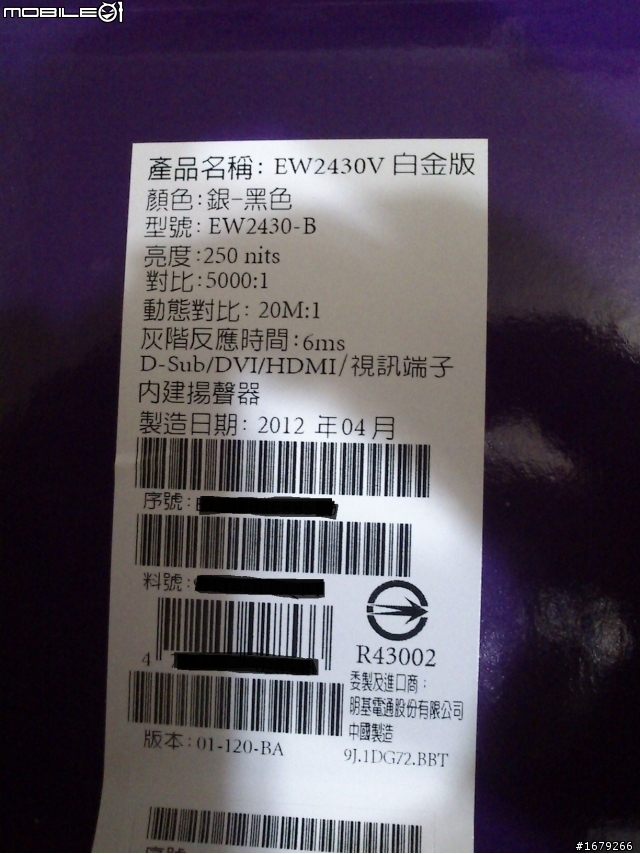 MOBILE01
產品名稱: EW2430V 白金版
顏色:銀-黑色
型號: EW2430-B
亮度:250 nits
對比:5000:1
動態對比: 20M:1
灰階反應時間:6ms
D-Sub/DVI/HDMI/視訊端子
內建揚聲器
製造日期: 2012 年 04 月
序號:
料號:
4
R43002
委製及進口商:
明基電通股份有限公司
中國製造
版本:01-120-BA
9J.1DG72.BBT
#1679266